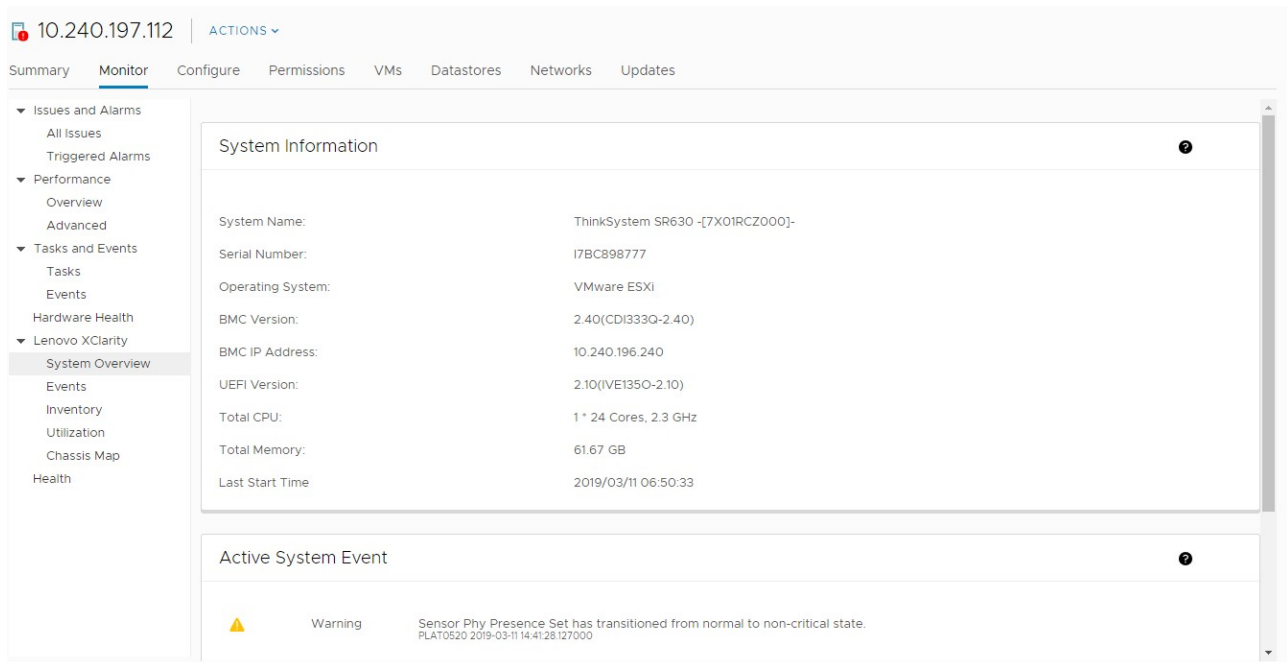 10.240.197.112 ACTIONS
Summary Monitor Configure Permissions VMs Datastores Networks Updates
Issues and Alarms
All Issues
Triggered Alarms
Performance
Overview
Advanced
Tasks and Events
Tasks
Events
Hardware Health
Lenovo XClarity
System Overview
Events
Inventory
Utilization
Chassis Map
Health
System Information
System Name: ThinkSystem SR630 -[7X01RCZ000]-
Serial Number: I7BC898777
Operating System: VMware ESXi
BMC Version: 2.40(CDI333Q-2.40)
BMC IP Address: 10.240.196.240
UEFI Version: 2.10(IVE135O-2.10)
Total CPU: 1 * 24 Cores, 2.3 GHz
Total Memory: 61.67 GB
Last Start Time 2019/03/11 06:50:33
Active System Event
Warning Sensor Phy Presence Set has transitioned from normal to non-critical state.
PLAT0520 2019-03-11 14:41:28.127000